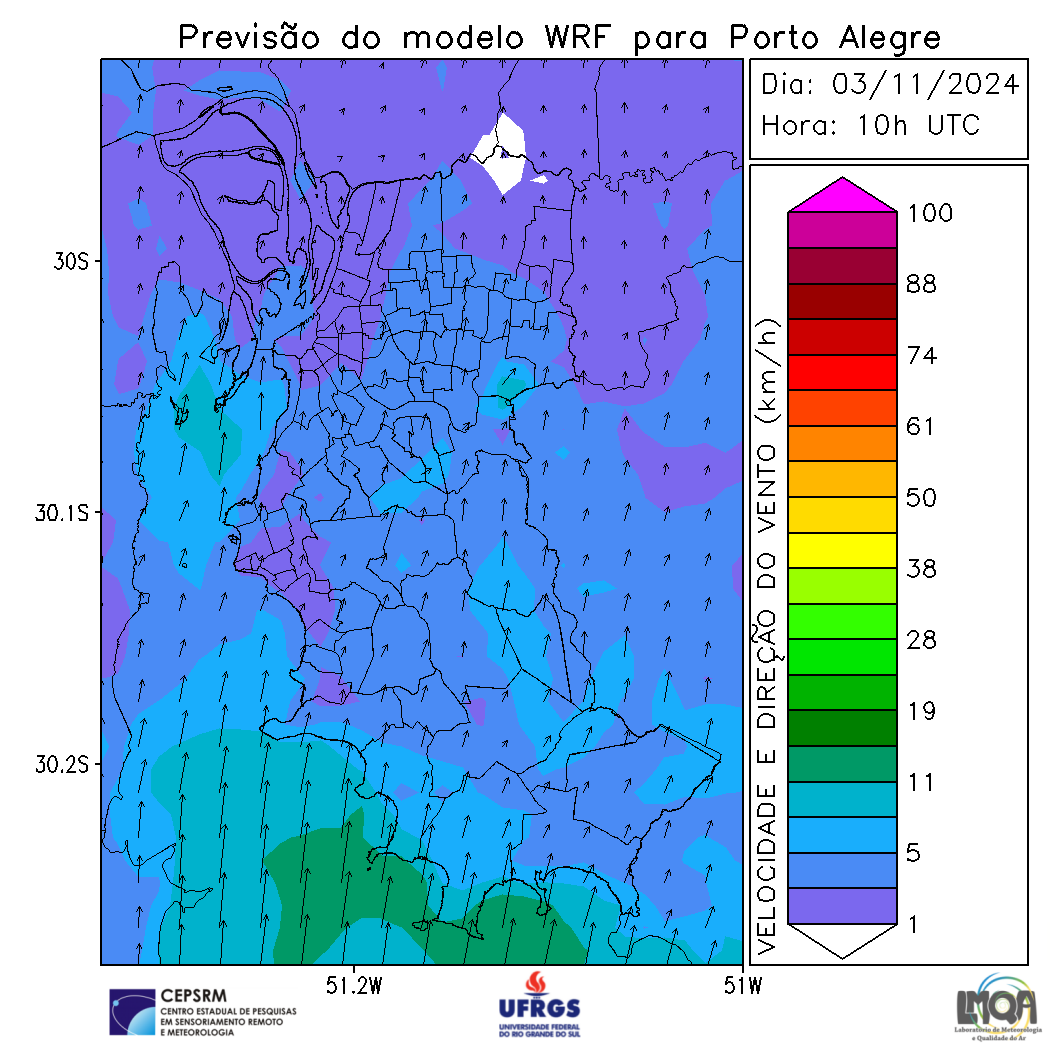 Previsão do modelo WRF para Porto Alegre
Dia: 03/11/2024
Hora: 10h UTC
30S
30.1S
30.2S
51.2W
51W
VELOCIDADE E DIREÇÃO DO VENTO (km/h)
100
88
74
61
50
38
28
19
11
5
1
CEPSRM
CENTRO ESTADUAL DE PESQUISAS
EM SENSORIAMENTO REMOTO
E METEOROLOGIA
UFRGS
UNIVERSIDADE FEDERAL
DO RIO GRANDE DO SUL
LMQA
Laboratório de Meteorologia
e Qualidade do Ar